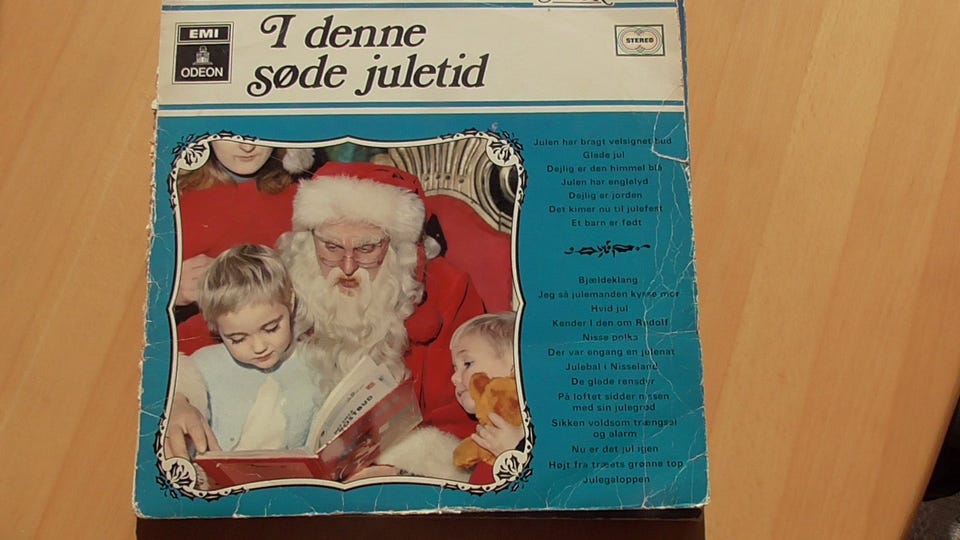 EMI
ODEON
I denne
søde juletid
STEREO
Julen har bragt velsignet bud
Glade jul
Dejlig er den himmel blå
Julen har englelyd
Dejlig er jorden
Det kimer nu til julefest
Et barn er født
Bjældeklang
Jeg så julemanden kysse mor
Hvid jul
Kender I den om Rudolf
Nisse polka
Der var engang en julenat
Julebal i Nisseland
De glade rensdyr
På loftet sidder nissen
med sin julegrød
Sikken voldsom trængsel
og alarm
Nu er det jul igen
Højt fra træets grønne top
Julegaloppen